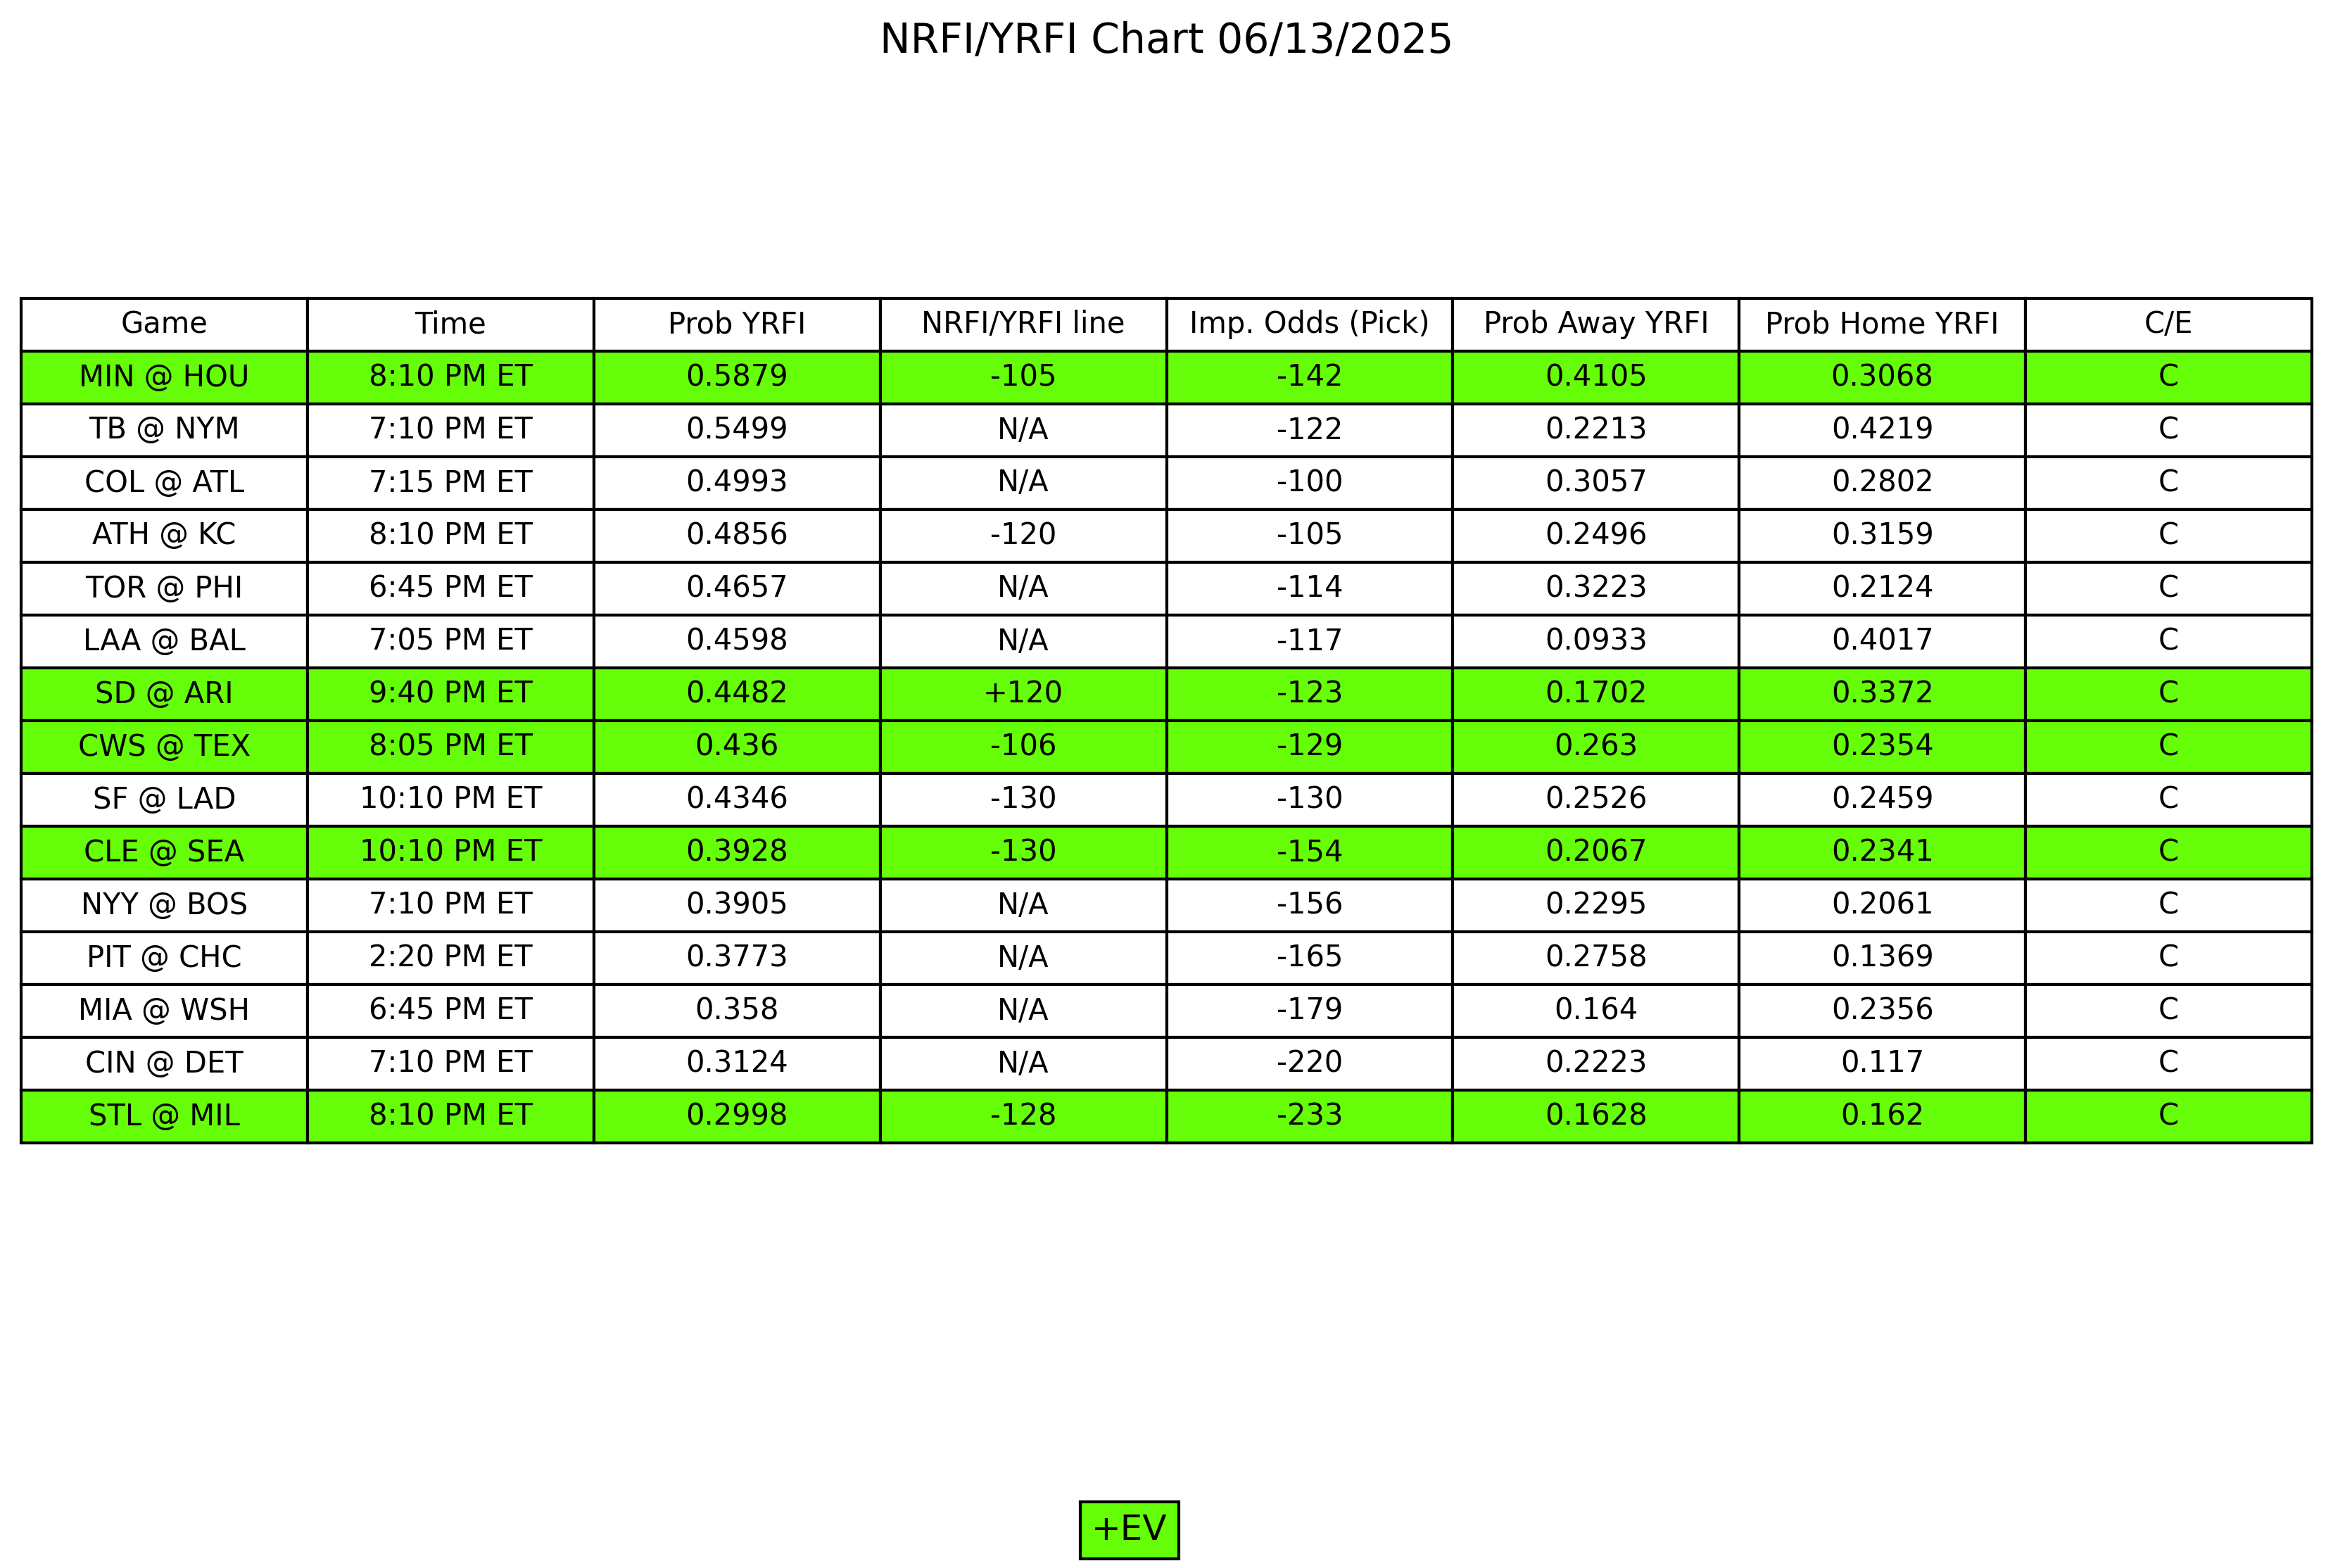 NRFI/YRFI Chart 06/13/2025
Game Time Prob YRFI NRFI/YRFI line Imp. Odds (Pick) Prob Away YRFI Prob Home YRFI C/E
MIN @ HOU 8:10 PM ET 0.5879 -105 -142 0.4105 0.3068 C
TB @ NYM 7:10 PM ET 0.5499 N/A -122 0.2213 0.4219 C
COL @ ATL 7:15 PM ET 0.4993 N/A -100 0.3057 0.2802 C
ATH @ KC 8:10 PM ET 0.4856 -120 -105 0.2496 0.3159 C
TOR @ PHI 6:45 PM ET 0.4657 N/A -114 0.3223 0.2124 C
LAA @ BAL 7:05 PM ET 0.4598 N/A -117 0.0933 0.4017 C
SD @ ARI 9:40 PM ET 0.4482 +120 -123 0.1702 0.3372 C
CWS @ TEX 8:05 PM ET 0.436 -106 -129 0.263 0.2354 C
SF @ LAD 10:10 PM ET 0.4346 -130 -130 0.2526 0.2459 C
CLE @ SEA 10:10 PM ET 0.3928 -130 -154 0.2067 0.2341 C
NYY @ BOS 7:10 PM ET 0.3905 N/A -156 0.2295 0.2061 C
PIT @ CHC 2:20 PM ET 0.3773 N/A -165 0.2758 0.1369 C
MIA @ WSH 6:45 PM ET 0.358 N/A -179 0.164 0.2356 C
CIN @ DET 7:10 PM ET 0.3124 N/A -220 0.2223 0.117 C
STL @ MIL 8:10 PM ET 0.2998 -128 -233 0.1628 0.162 C
+EV